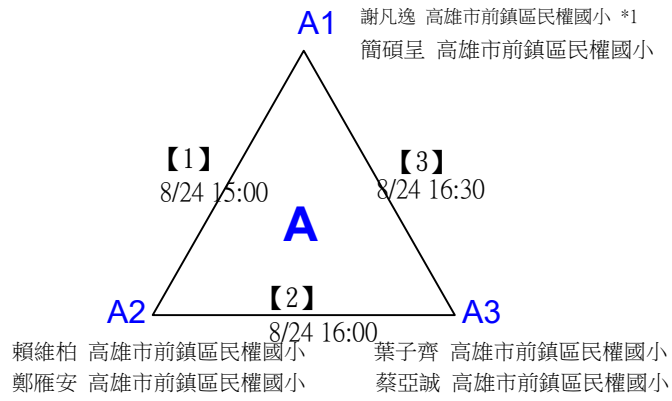 A1
謝凡逸 高雄市前鎮區民權國小 *1
簡碩呈 高雄市前鎮區民權國小
【1】
8/24 15:00
【3】
8/24 16:30
A
【2】
8/24 16:00
A2
賴維柏 高雄市前鎮區民權國小
鄭雁安 高雄市前鎮區民權國小
A3
葉子齊 高雄市前鎮區民權國小
蔡亞誠 高雄市前鎮區民權國小